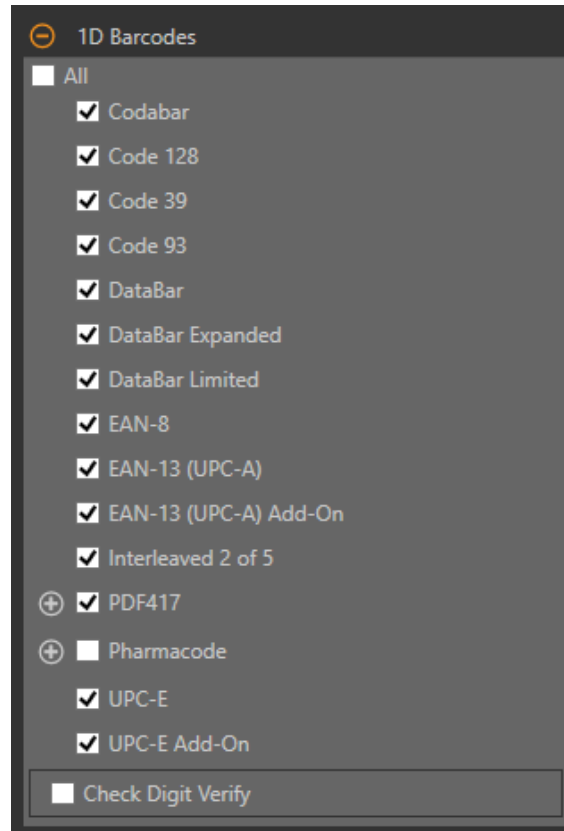 1D Barcodes
All
Codabar
Code 128
Code 39
Code 93
DataBar
DataBar Expanded
DataBar Limited
EAN-8
EAN-13 (UPC-A)
EAN-13 (UPC-A) Add-On
Interleaved 2 of 5
PDF417
Pharmacode
UPC-E
UPC-E Add-On
Check Digit Verify